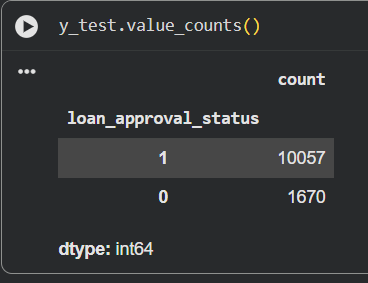 y_test.value_counts()
count
loan_approval_status
1 10057
0 1670
dtype: int64